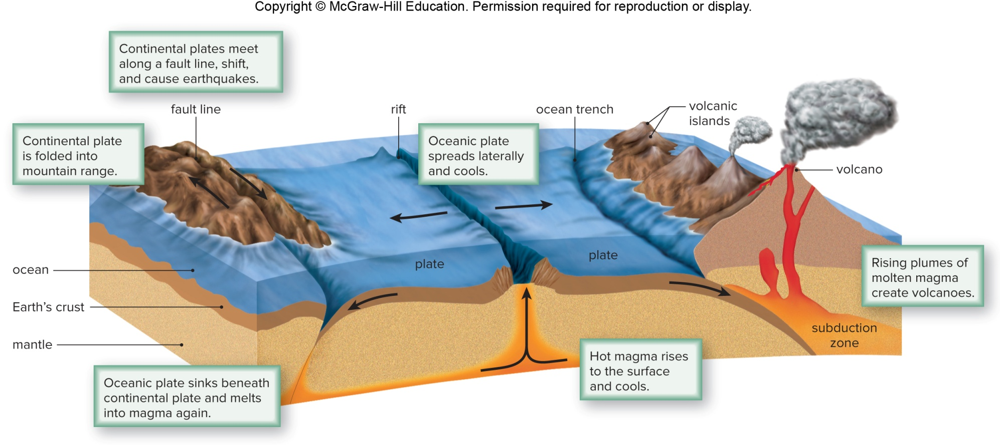 Copyright © McGraw-Hill Education. Permission required for reproduction or display.
Continental plates meet
along a fault line, shift,
and cause earthquakes.
fault line
rift
ocean trench
volcanic
islands
Continental plate
is folded into
mountain range.
Oceanic plate
spreads laterally
and cools.
volcano
plate
plate
ocean
Earth’s crust
mantle
Rising plumes of
molten magma
create volcanoes.
subduction
zone
Hot magma rises
to the surface
and cools.
Oceanic plate sinks beneath
continental plate and melts
into magma again.